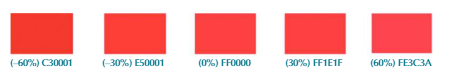 (–60%) C30001 (–30%) E50001 (0%) FF0000 (30%) FF1E1F (60%) FE3C3A